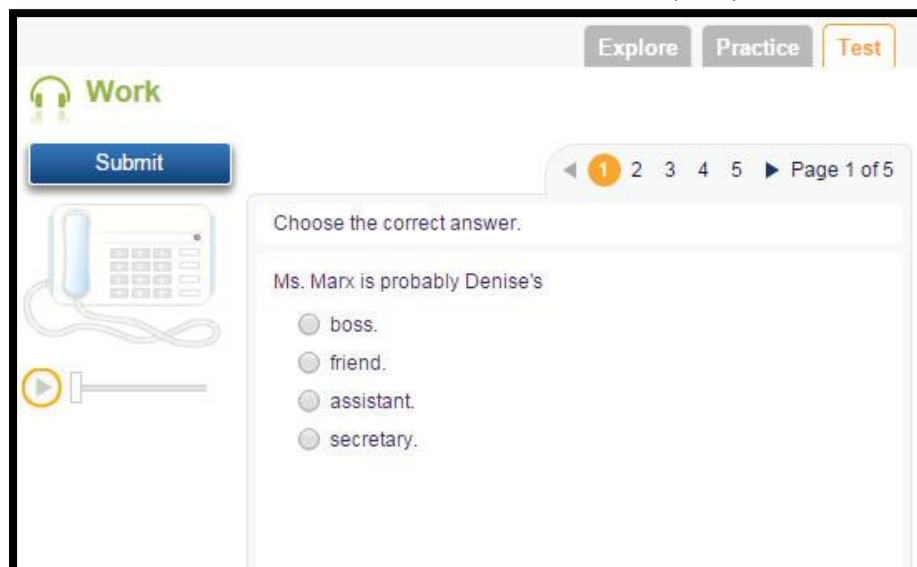 Explore Practice Test
Work
Submit
1 2 3 4 5 Page 1 of 5
Choose the correct answer.
Ms. Marx is probably Denise's
boss.
friend.
assistant.
secretary.